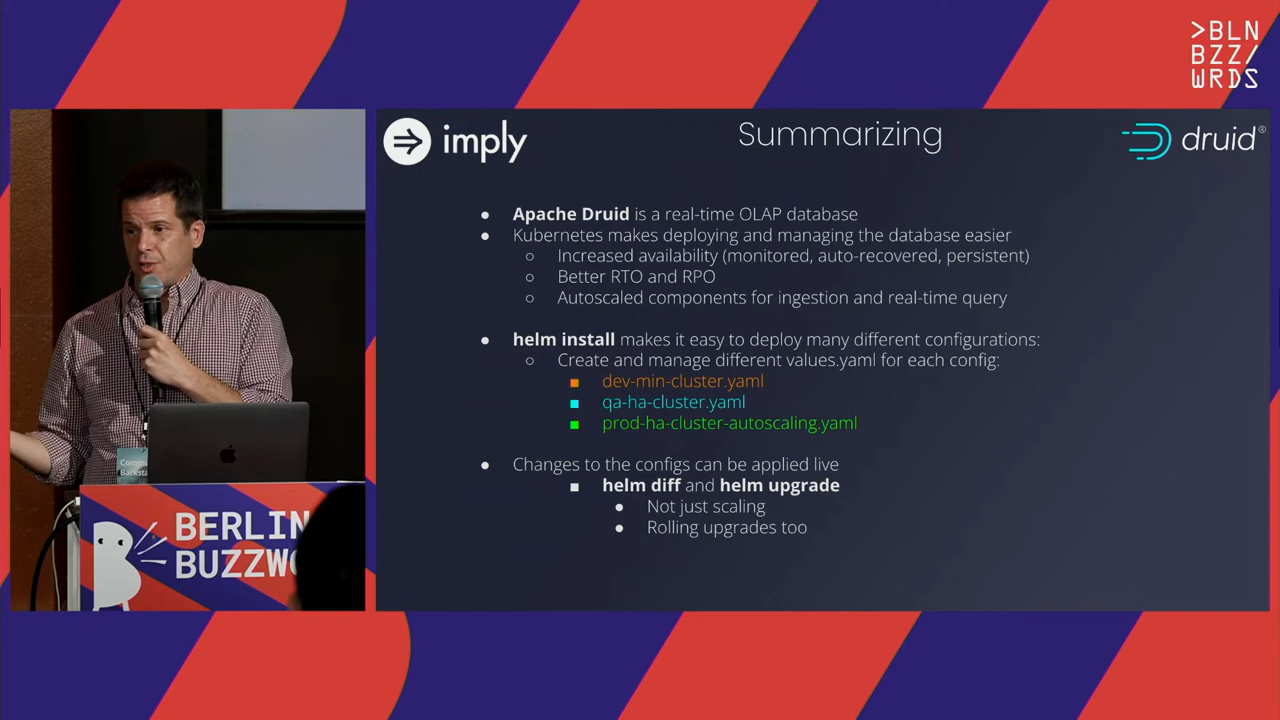 >BLN
BZZ/
WRDS
imply
Summarizing
druid®
● Apache Druid is a real-time OLAP database
● Kubernetes makes deploying and managing the database easier
○ Increased availability (monitored, auto-recovered, persistent)
○ Better RTO and RPO
○ Autoscaled components for ingestion and real-time query
● helm install makes it easy to deploy many different configurations:
○ Create and manage different values.yaml for each config:
■ dev-min-cluster.yaml
■ qa-ha-cluster.yaml
■ prod-ha-cluster-autoscaling.yaml
● Changes to the configs can be applied live
■ helm diff and helm upgrade
● Not just scaling
● Rolling upgrades too
Commu
Backsta
BERLIN
BUZZWO